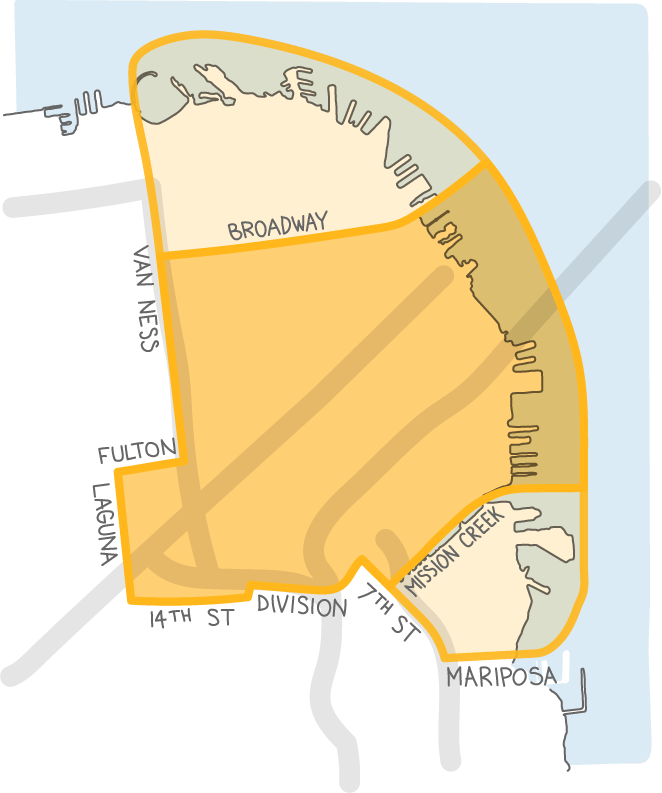 BROADWAY
VAN NESS
FULTON
LAGUNA
MISSION CREEK
14TH ST
DIVISION
7TH ST
MARIPOSA